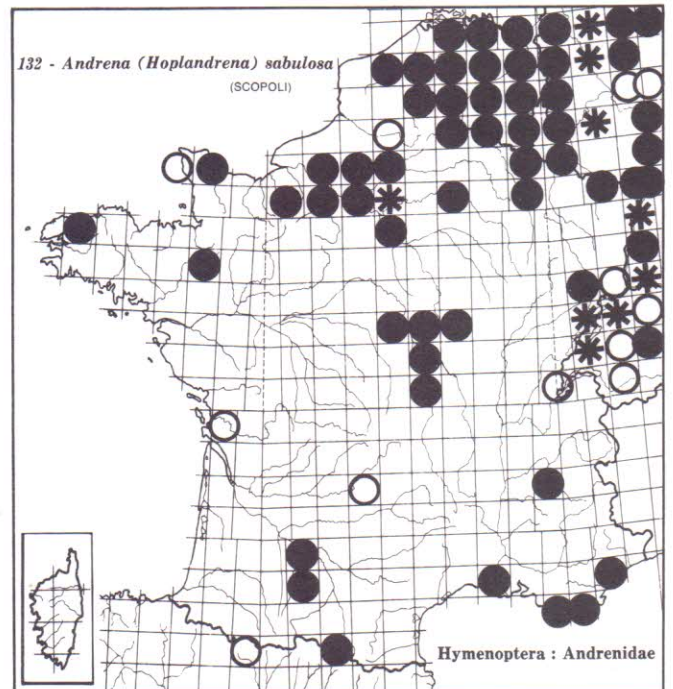 132 - Andrena (Hoplandrena) sabulosa
(SCOPOLI)
Hymenoptera : Andrenidae